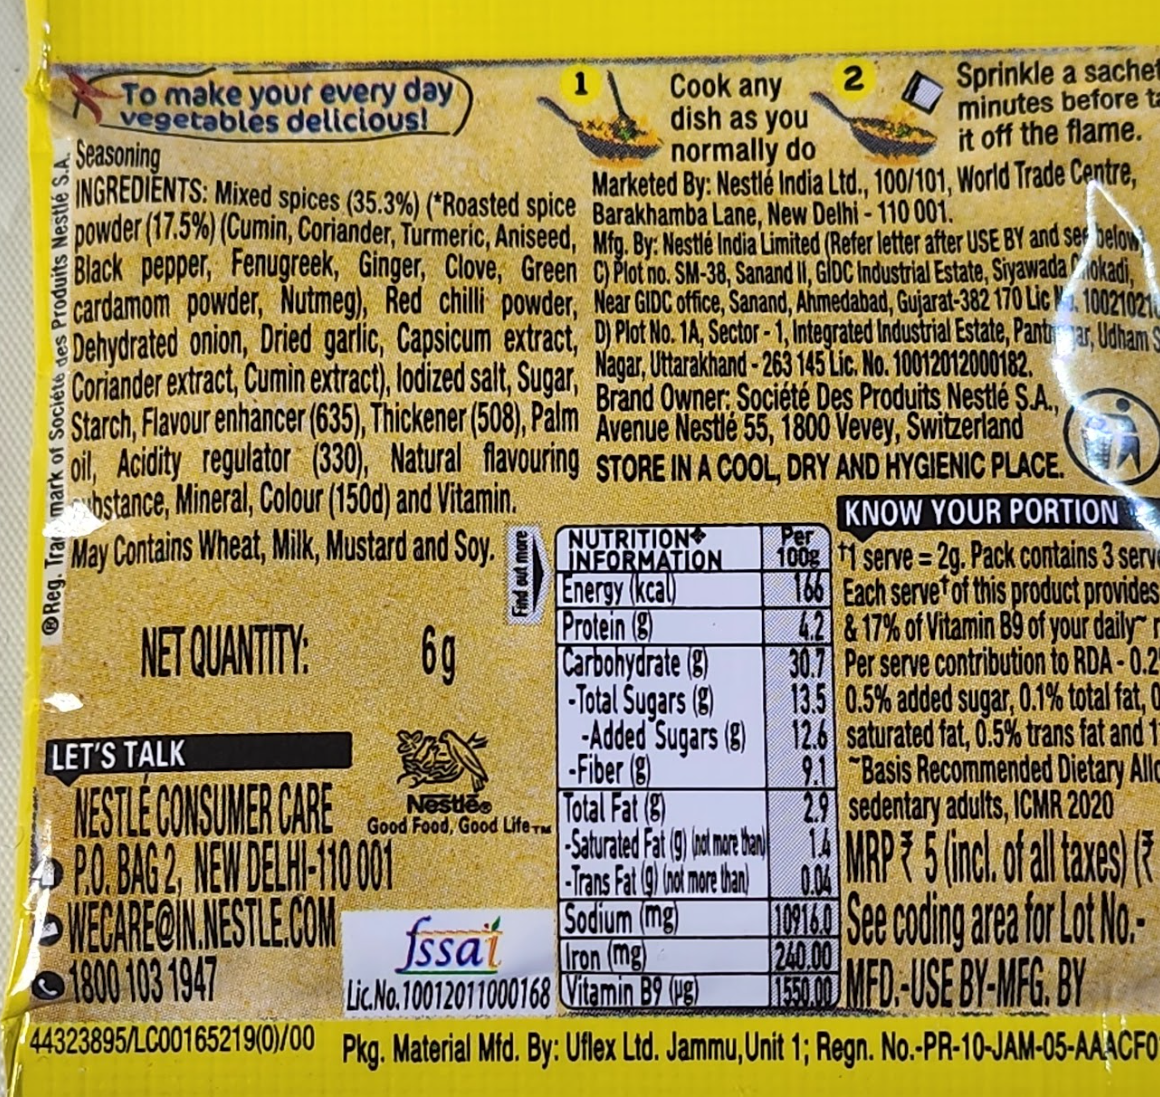 To make your every day
vegetables delicious!
1
Cook any
dish as you
normally do
2
Sprinkle a sachet
minutes before
it off the flame.
Seasoning
INGREDIENTS: Mixed spices (35.3%) (*Roasted spice
powder (17.5%) (Cumin, Coriander, Turmeric, Aniseed,
Black pepper, Fenugreek, Ginger, Clove, Green
cardamom powder, Nutmeg), Red chilli powder,
Dehydrated onion, Dried garlic, Capsicum extract,
Coriander extract, Cumin extract), Iodized salt, Sugar,
Starch, Flavour enhancer (635), Thickener (508), Palm
oil, Acidity regulator (330), Natural flavouring
substance, Mineral, Colour (150d) and Vitamin.
May Contains Wheat, Milk, Mustard and Soy.
Find out more
NET QUANTITY: 6g
®Reg. Trade mark of Société des Produits Nestlé S.A.
Marketed By: Nestlé India Ltd., 100/101, World Trade Centre,
Barakhamba Lane, New Delhi - 110 001.
Mfg. By: Nestlé India Limited (Refer letter after USE BY and see below)
C) Plot no. SM-38, Sanand II, GIDC Industrial Estate, Siyawada
Near GIDC office, Sanand, Ahmedabad, Gujarat-382 170 Lic
D) Plot No. 1A, Sector - 1, Integrated Industrial Estate, Udham
Nagar, Uttarakhand - 263 145 Lic. No. 10012012000182.
Brand Owner: Société Des Produits Nestlé S.A.,
Avenue Nestlé 55, 1800 Vevey, Switzerland
STORE IN A COOL, DRY AND HYGIENIC PLACE.
NUTRITION INFORMATION Per 100g
Energy (kcal) 166
Protein (g) 4.2
Carbohydrate (g) 30.7
-Total Sugars (g) 13.5
-Added Sugars (g) 12.6
-Fiber (g) 9.1
Total Fat (g) 2.9
-Saturated Fat (g) (not more than) 1.4
-Trans Fat (g) (not more than) 0.04
Sodium (mg) 10916.0
Iron (mg) 240.00
Vitamin B9 (µg) 1550.00
KNOW YOUR PORTION
†1 serve = 2g. Pack contains 3
Each serve† of this product provides
& 17% of Vitamin B9 of your daily~
Per serve contribution to RDA -
0.5% added sugar, 0.1% total fat,
saturated fat, 0.5% trans fat and
~Basis Recommended Dietary
sedentary adults, ICMR 2020
MRP ₹ 5 (incl. of all taxes) (₹
See coding area for Lot No.-
MFD.-USE BY-MFG. BY
LET'S TALK
NESTLÉ CONSUMER CARE
P.O. BAG 2, NEW DELHI-110 001
WECARE@IN.NESTLE.COM
1800 103 1947
Nestlé®
Good Food, Good Life™
fssai
Lic.No.10012011000168
44323895/LC00165219(0)/00
Pkg. Material Mfd. By: Uflex Ltd. Jammu,Unit 1; Regn. No.-PR-10-JAM-05-AAACF0